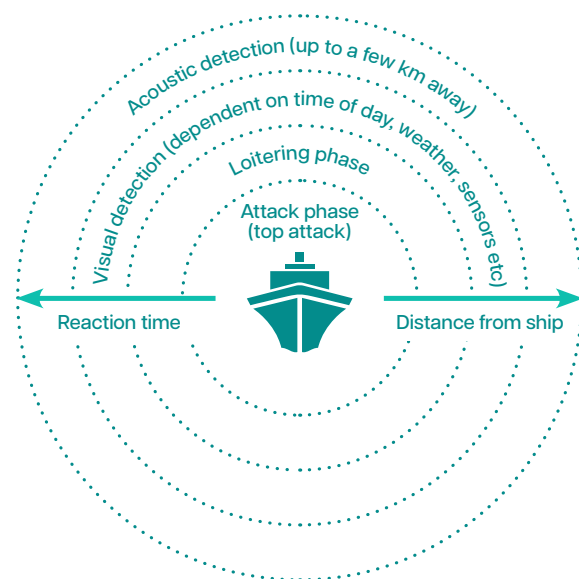 Acoustic detection (up to a few km away)
Visual detection (dependent on time of day, weather, sensors etc)
Loitering phase
Attack phase
(top attack)
Reaction time
Distance from ship